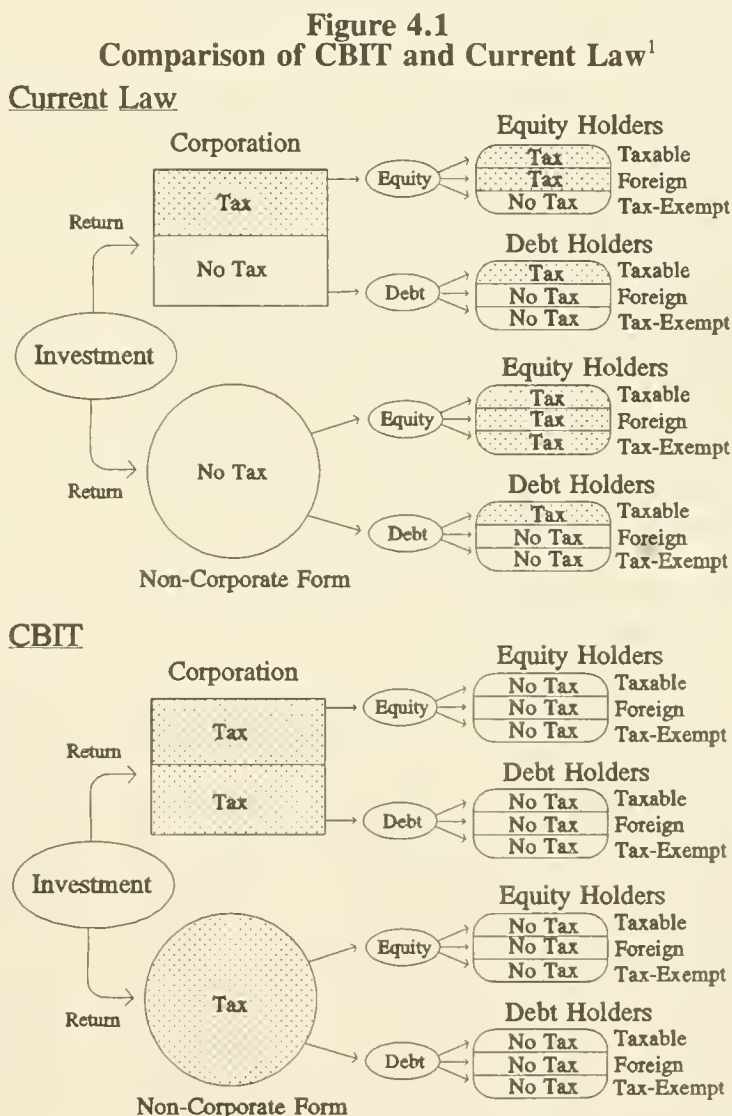 Figure 4.1
Comparison of CBIT and Current Law¹
Current Law
Corporation
Tax
No Tax
Return
Investment
Return
No Tax
Non-Corporate Form
Equity
Equity Holders
Tax Taxable
Tax Foreign
No Tax Tax-Exempt
Debt
Debt Holders
Tax Taxable
No Tax Foreign
No Tax Tax-Exempt
Equity
Equity Holders
Tax Taxable
Tax Foreign
Tax Tax-Exempt
Debt
Debt Holders
Tax Taxable
No Tax Foreign
No Tax Tax-Exempt
CBIT
Corporation
Tax
Tax
Return
Investment
Return
Tax
Non-Corporate Form
Equity
Equity Holders
No Tax Taxable
No Tax Foreign
No Tax Tax-Exempt
Debt
Debt Holders
No Tax Taxable
No Tax Foreign
No Tax Tax-Exempt
Equity
Equity Holders
No Tax Taxable
No Tax Foreign
No Tax Tax-Exempt
Debt
Debt Holders
No Tax Taxable
No Tax Foreign
No Tax Tax-Exempt